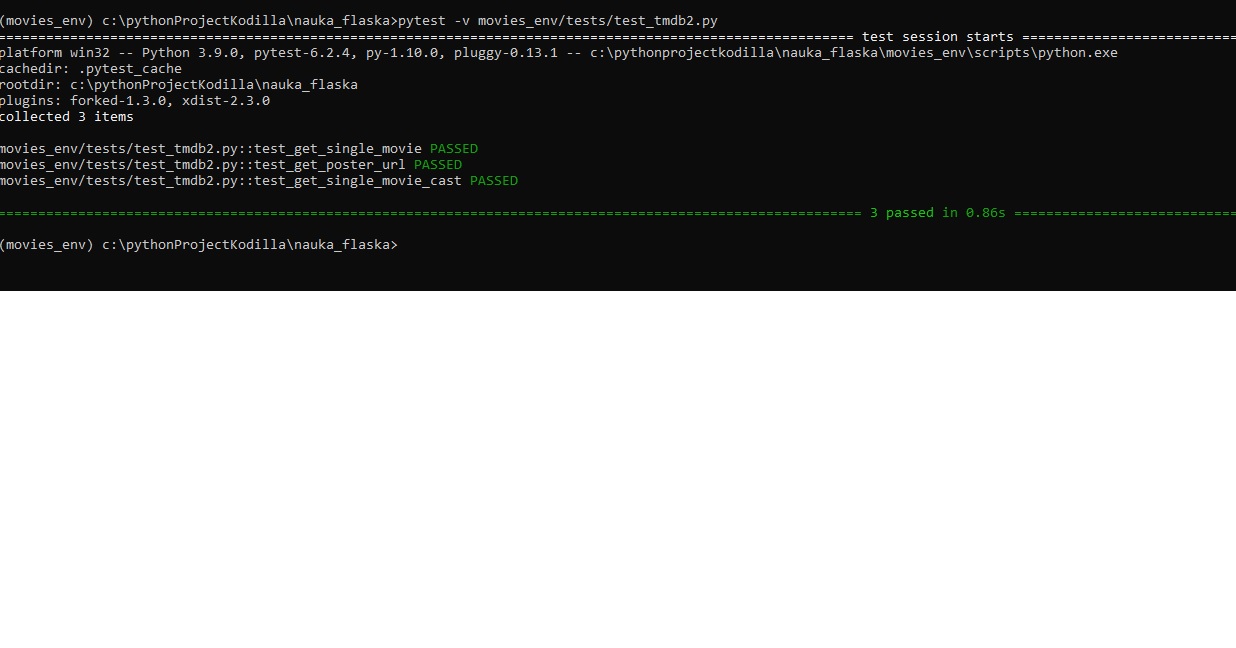 (movies_env) c:\pythonProjectKodilla\nauka_flaska>pytest -v movies_env/tests/test_tmdb2.py
=========================================================================================================== test session starts ===========================
platform win32 -- Python 3.9.0, pytest-6.2.4, py-1.10.0, pluggy-0.13.1 -- c:\pythonprojectkodilla\nauka_flaska\movies_env\scripts\python.exe
cachedir: .pytest_cache
rootdir: c:\pythonProjectKodilla\nauka_flaska
plugins: forked-1.3.0, xdist-2.3.0
collected 3 items
movies_env/tests/test_tmdb2.py::test_get_single_movie PASSED
movies_env/tests/test_tmdb2.py::test_get_poster_url PASSED
movies_env/tests/test_tmdb2.py::test_get_single_movie_cast PASSED
============================================================================================================ 3 passed in 0.86s ============================
(movies_env) c:\pythonProjectKodilla\nauka_flaska>